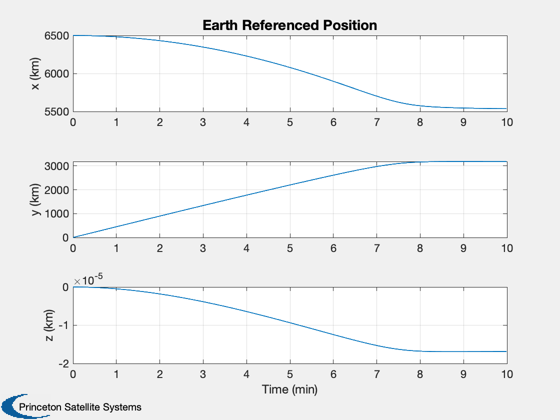 Earth Referenced Position
6500
6000
5500
x (km)
0 1 2 3 4 5 6 7 8 9 10
3000
2000
1000
0
y (km)
0 1 2 3 4 5 6 7 8 9 10
×10^-5
0
-1
-2
z (km)
0 1 2 3 4 5 6 7 8 9 10
Time (min)
Princeton Satellite Systems